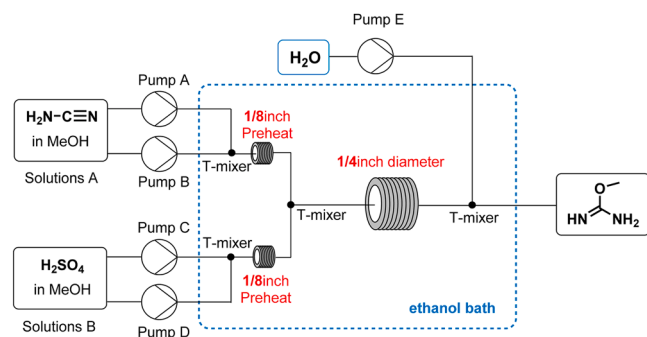 Pump E
H₂O
Pump A
H₂N-C≡N
in MeOH
Solutions A
1/8inch
Preheat
T-mixer
Pump B
1/4inch diameter
T-mixer
T-mixer
O
HN
NH₂
Pump C
T-mixer
H₂SO₄
in MeOH
Solutions B
1/8inch
Preheat
Pump D
ethanol bath